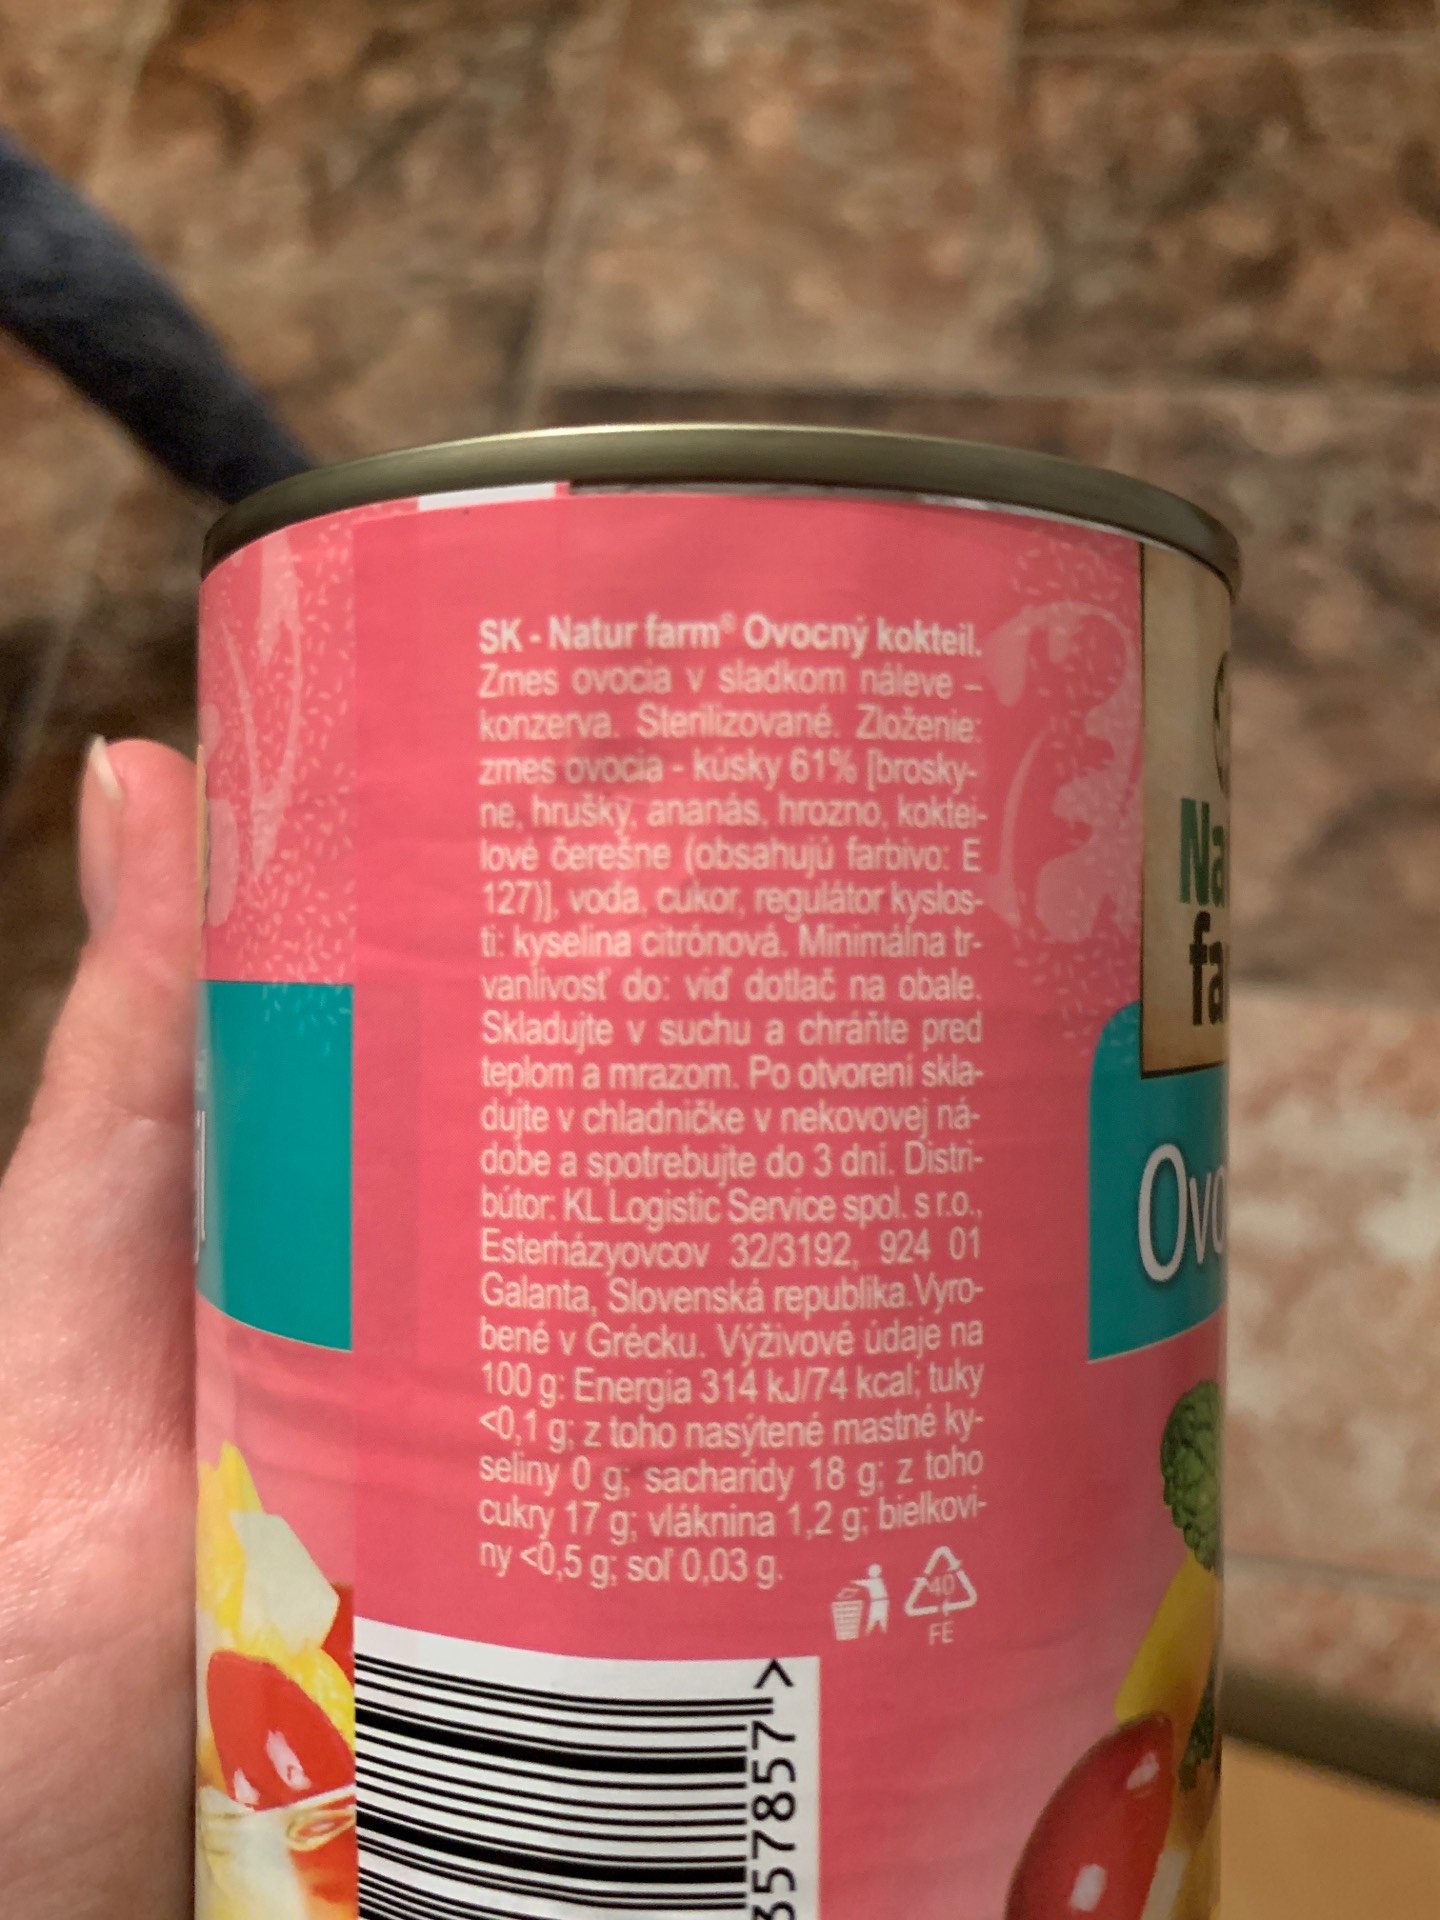 SK - Natur farm® Ovocný kokteil.
Zmes ovocia v sladkom náleve -
konzerva. Sterilizované. Zloženie:
zmes ovocia - kúsky 61% [brosky-
ne, hrušky, ananás, hrozno, koktei-
lové čerešne (obsahujú farbivo: E
127)], voda, cukor, regulátor kyslos-
ti: kyselina citrónová. Minimálna tr-
vanlivosť do: viď dotlač na obale.
Skladujte v suchu a chráňte pred
teplom a mrazom. Po otvorení skla-
dujte v chladničke v nekovovej ná-
dobe a spotrebujte do 3 dní. Distri-
bútor: KL Logistic Service spol. s r.o.,
Esterházyovcov 32/3192, 924 01
Galanta, Slovenská republika.Vyro-
bené v Grécku. Výživové údaje na
100 g: Energia 314 kJ/74 kcal; tuky
<0,1 g; z toho nasýtené mastné ky-
seliny 0 g; sacharidy 18 g; z toho
cukry 17 g; vláknina 1,2 g; bielkovi-
ny <0,5 g; soľ 0,03 g.
40
FE
357857>
Na
fa
Ovo